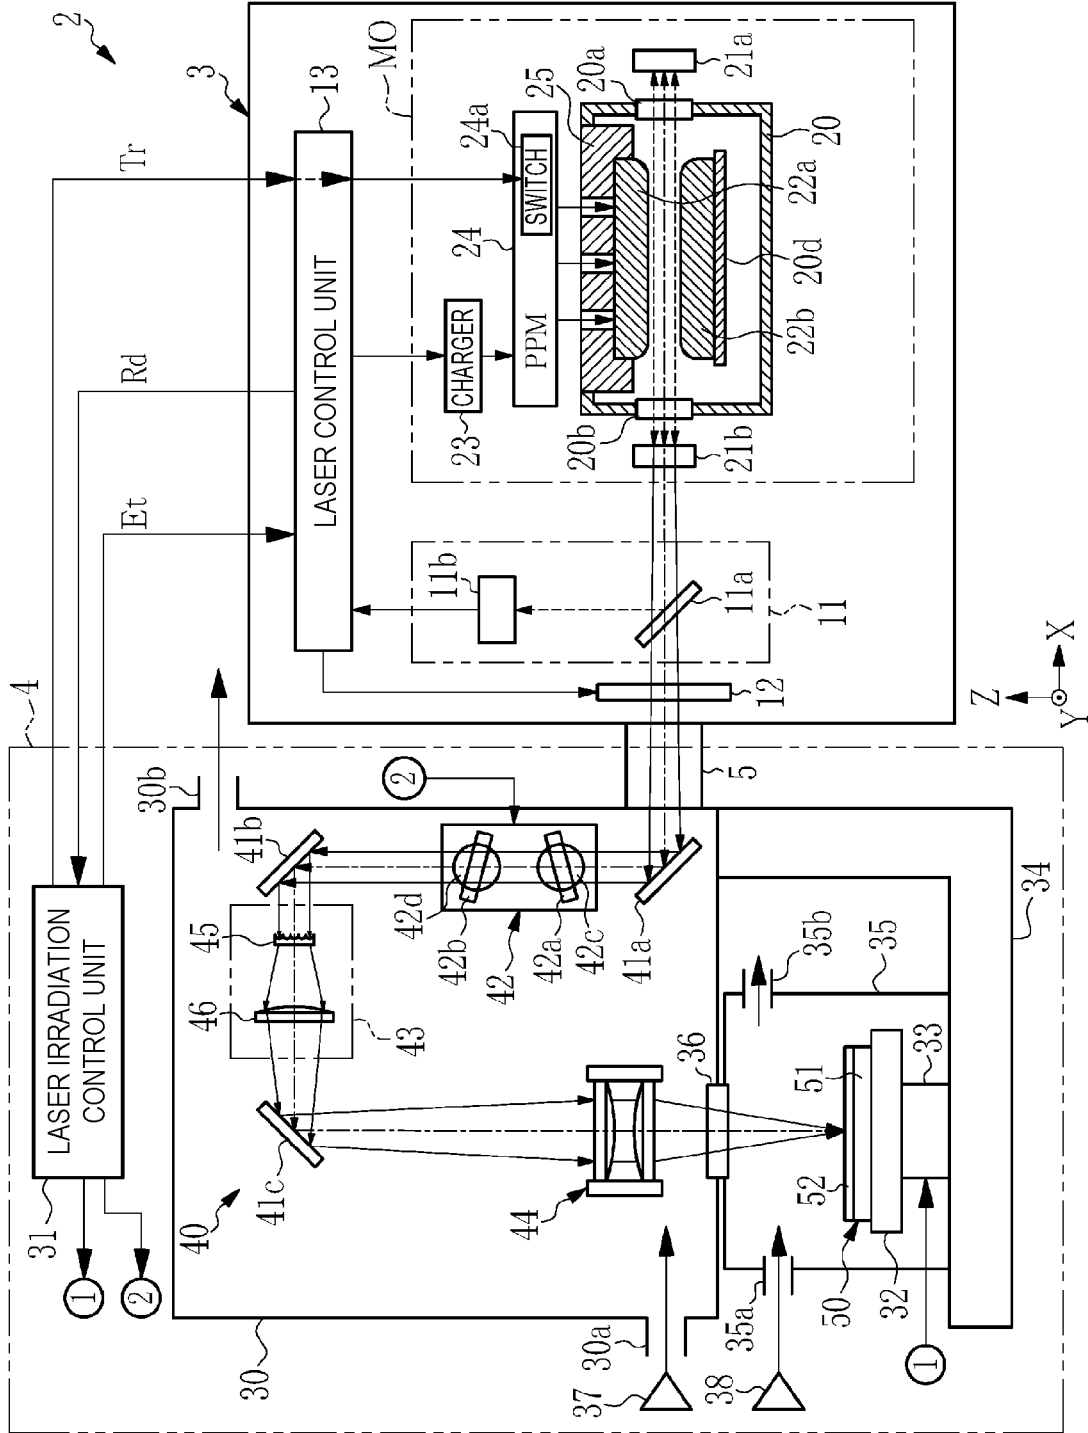 2
3
13
Tr
Rd
Et
LASER CONTROL UNIT
MO
24a
SWITCH
24
PPM
CHARGER
23
25
20a
21a
20
22a
20d
22b
20b
21b
11b
11a
11
12
5
4
LASER IRRADIATION
CONTROL UNIT
31
1
2
30b
41b
45
46
43
41c
40
2
42d
42b
42
42a
42c
41a
44
36
35b
35
34
33
51
52
50
32
1
35a
30
30a
37
38
Z
X
Y